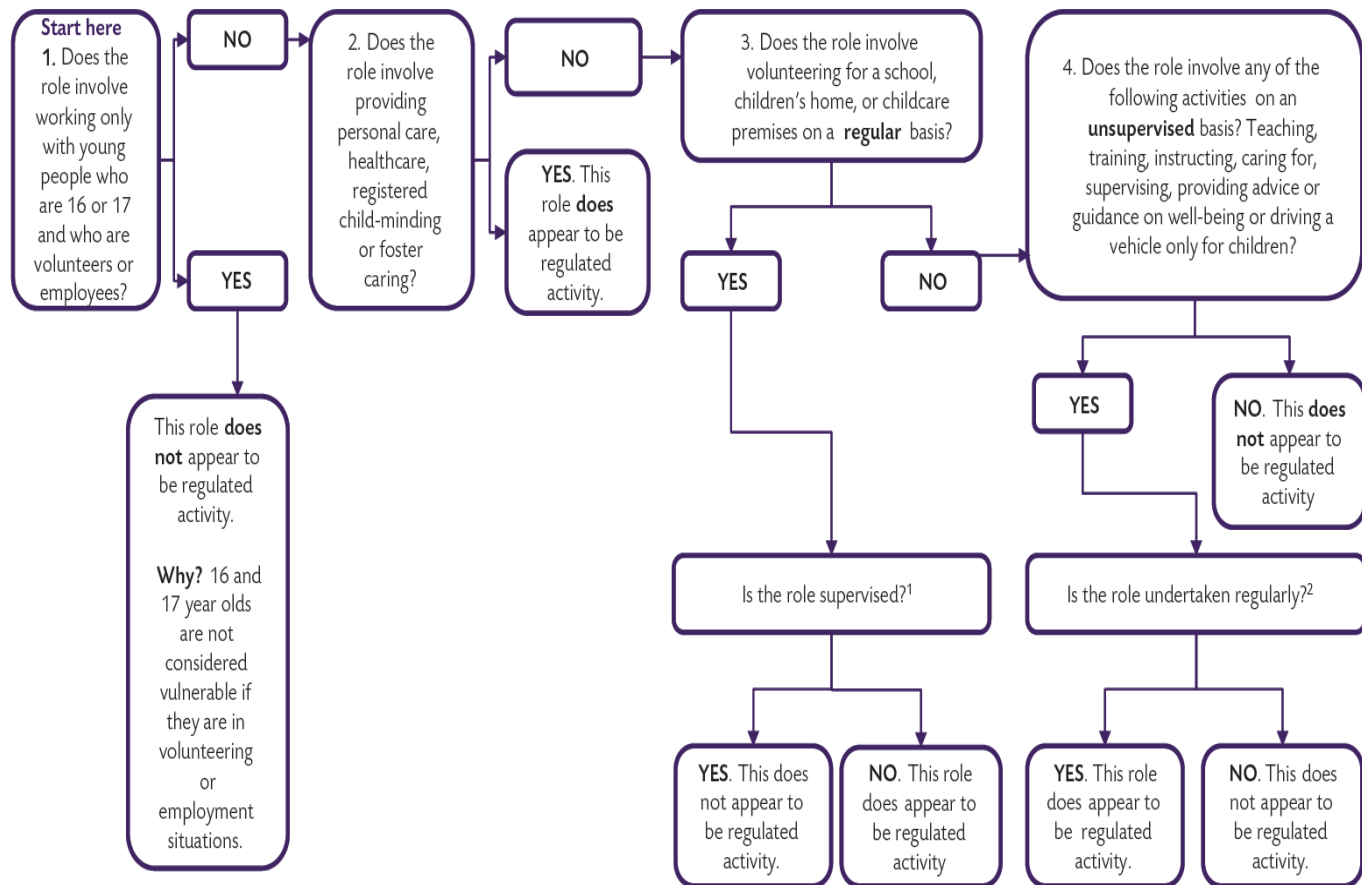 Start here
1. Does the
role involve
working only
with young
people who
are 16 or 17
and who are
volunteers or
employees?
NO
YES
This role does
not appear to
be regulated
activity.
Why? 16 and
17 year olds
are not
considered
vulnerable if
they are in
volunteering
or
employment
situations.
2. Does the
role involve
providing
personal care,
healthcare,
registered
child-minding
or foster
caring?
NO
YES. This
role does
appear to be
regulated
activity.
3. Does the role involve
volunteering for a school,
children's home, or childcare
premises on a regular basis?
YES
NO
Is the role supervised?1
YES. This does
not appear to
be regulated
activity.
NO. This role
does appear to
be regulated
activity
4. Does the role involve any of the
following activities on an
unsupervised basis? Teaching,
training, instructing, caring for,
supervising, providing advice or
guidance on well-being or driving a
vehicle only for children?
YES
NO. This does
not appear to
be regulated
activity
Is the role undertaken regularly?2
YES. This role
does appear to
be regulated
activity.
NO. This does
not appear to
be regulated
activity.